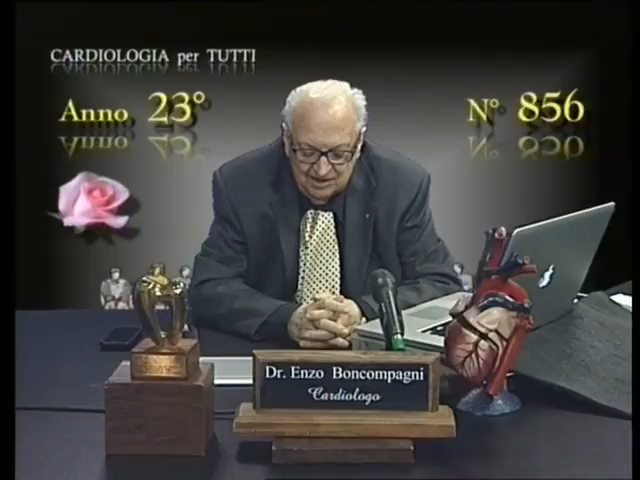 CARDIOLOGIA per TUTTI
Anno 23°
N° 856
Dr. Enzo Boncompagni
Cardiologo